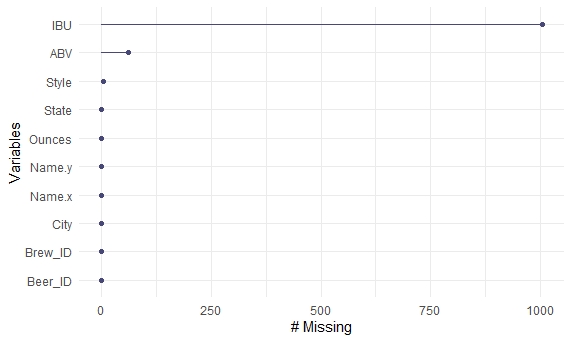 IBU
ABV
Style
State
Ounces
Name.y
Name.x
City
Brew_ID
Beer_ID
Variables
0 250 500 750 1000
# Missing